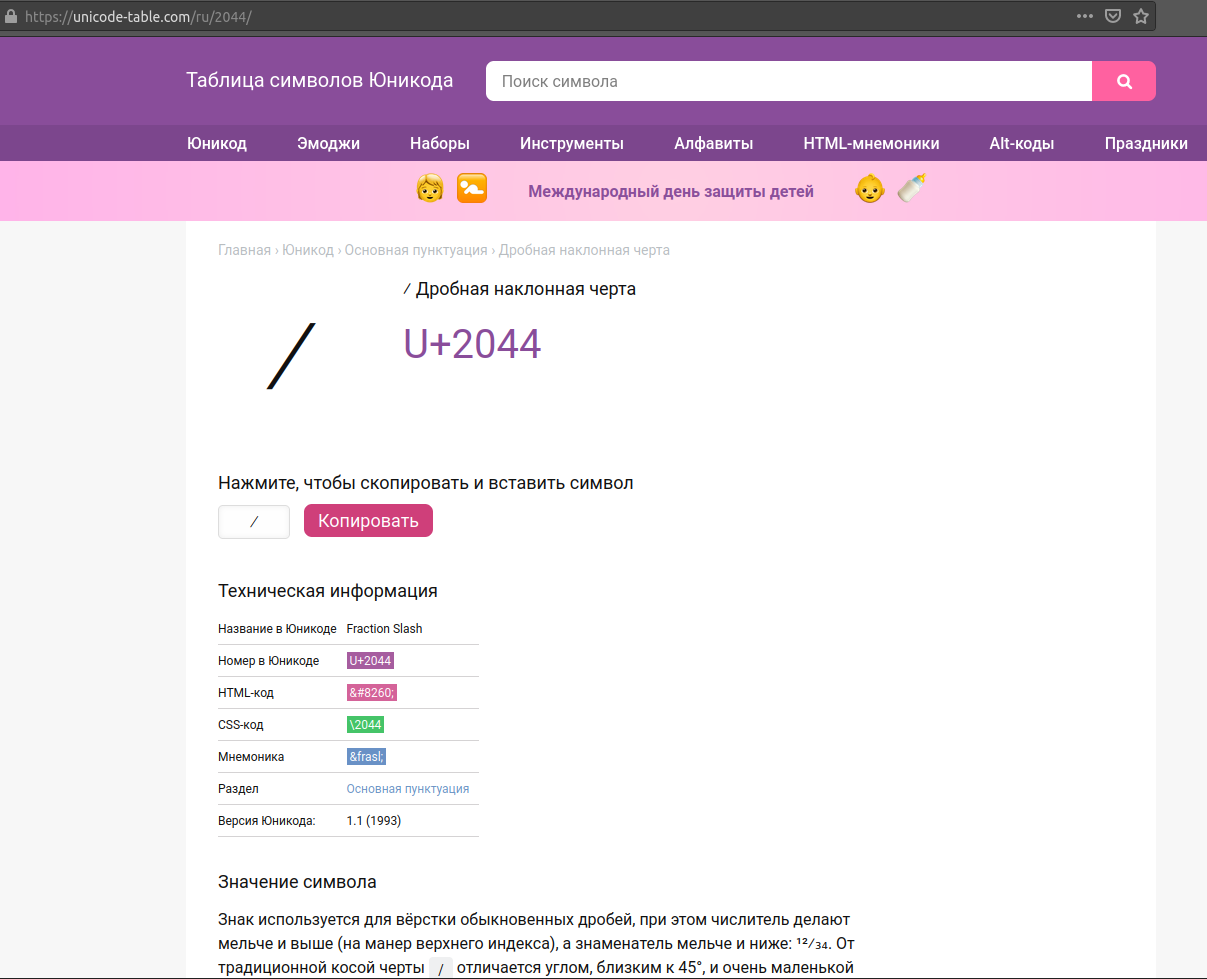 https://unicode-table.com/ru/2044/
Таблица символов Юникода
Поиск символа
Юникод Эмоджи Наборы Инструменты Алфавиты HTML-мнемоники Alt-коды Праздники
Международный день защиты детей
Главная › Юникод › Основная пунктуация › Дробная наклонная черта
⁄ Дробная наклонная черта
⁄
U+2044
Нажмите, чтобы скопировать и вставить символ
⁄ Копировать
Техническая информация
Название в Юникоде Fraction Slash
Номер в Юникоде U+2044
HTML-код &#8260;
CSS-код \2044
Мнемоника &frasl;
Раздел Основная пунктуация
Версия Юникода: 1.1 (1993)
Значение символа
Знак используется для вёрстки обыкновенных дробей, при этом числитель делают
мельче и выше (на манер верхнего индекса), а знаменатель мельче и ниже: ¹²⁄₃₄. От
традиционной косой черты / отличается углом, близким к 45°, и очень маленькой